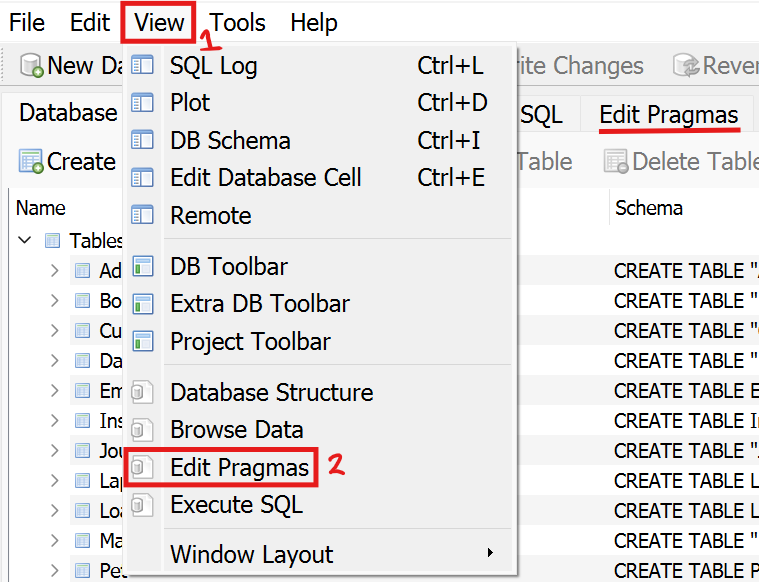 File Edit View Tools Help
1
New Da
SQL Log Ctrl+L
rite Changes Rever
Plot Ctrl+D
Database
SQL Edit Pragmas
DB Schema Ctrl+I
Create
Table Delete Table
Edit Database Cell Ctrl+E
Name
Remote
Schema
Tables
DB Toolbar
Ad CREATE TABLE "A
Bo CREATE TABLE "
Extra DB Toolbar
Cu CREATE TABLE "
Project Toolbar
Da CREATE TABLE "
Em CREATE TABLE E
Database Structure
Ins CREATE TABLE I
Browse Data
Jou CREATE TABLE "
Edit Pragmas 2
Lap CREATE TABLE L
Execute SQL
Loa CREATE TABLE L
Ma CREATE TABLE "
Window Layout
Pet CREATE TABLE P